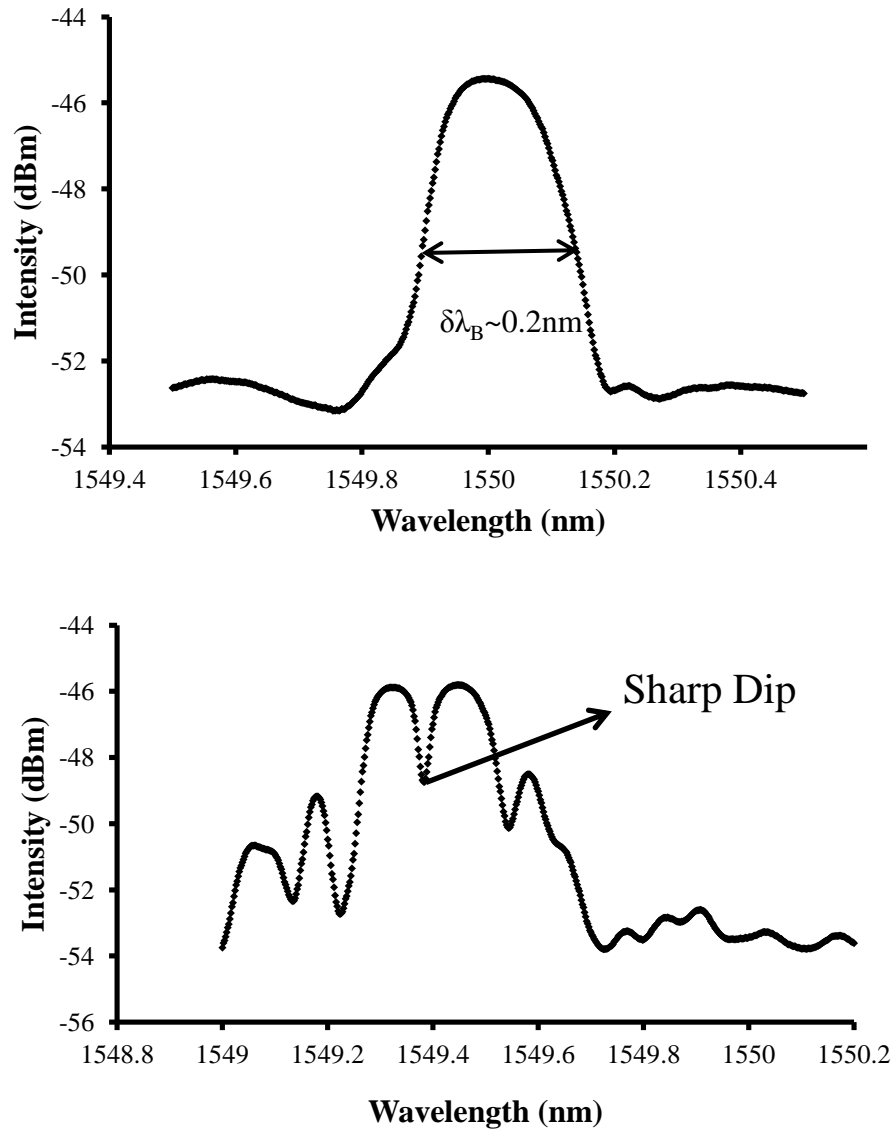 -44
-46
-48
-50
-52
-54
Intensity (dBm)
δλB~0.2nm
1549.4 1549.6 1549.8 1550 1550.2 1550.4
Wavelength (nm)
-44
-46
-48
-50
-52
-54
-56
Intensity (dBm)
Sharp Dip
1548.8 1549 1549.2 1549.4 1549.6 1549.8 1550 1550.2
Wavelength (nm)